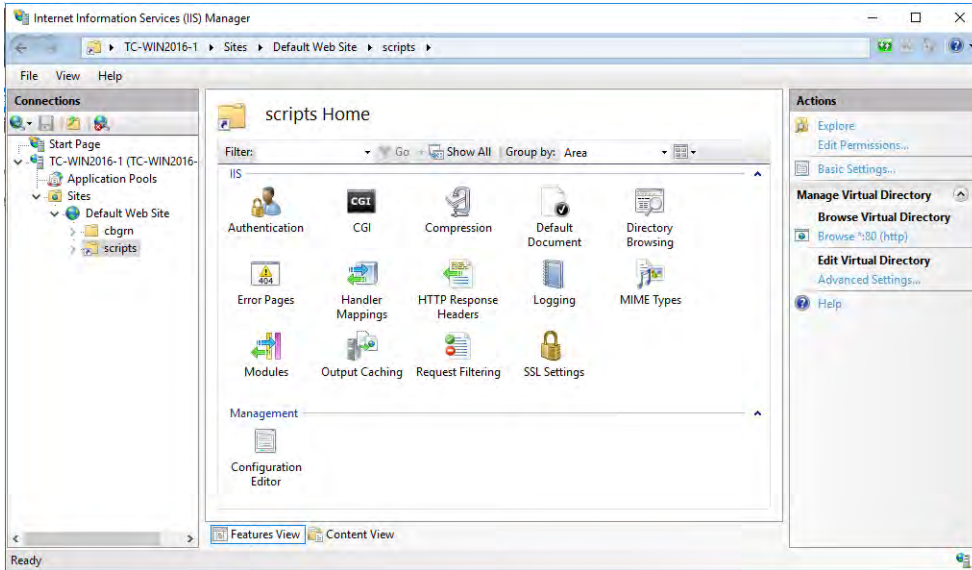 Internet Information Services (IIS) Manager
TC-WIN2016-1 Sites Default Web Site scripts
File View Help
Connections
Start Page
TC-WIN2016-1 (TC-WIN2016-
Application Pools
Sites
Default Web Site
cbgrn
scripts
scripts Home
Filter: Go Show All Group by: Area
IIS
Authentication
CGI
CGI
Compression
Default
Document
Directory
Browsing
404
Error Pages
Handler
Mappings
HTTP Response
Headers
Logging
MIME Types
Modules
Output Caching
Request Filtering
SSL Settings
Management
Configuration
Editor
Features View Content View
Actions
Explore
Edit Permissions...
Basic Settings...
Manage Virtual Directory
Browse Virtual Directory
Browse *:80 (http)
Edit Virtual Directory
Advanced Settings...
Help
Ready